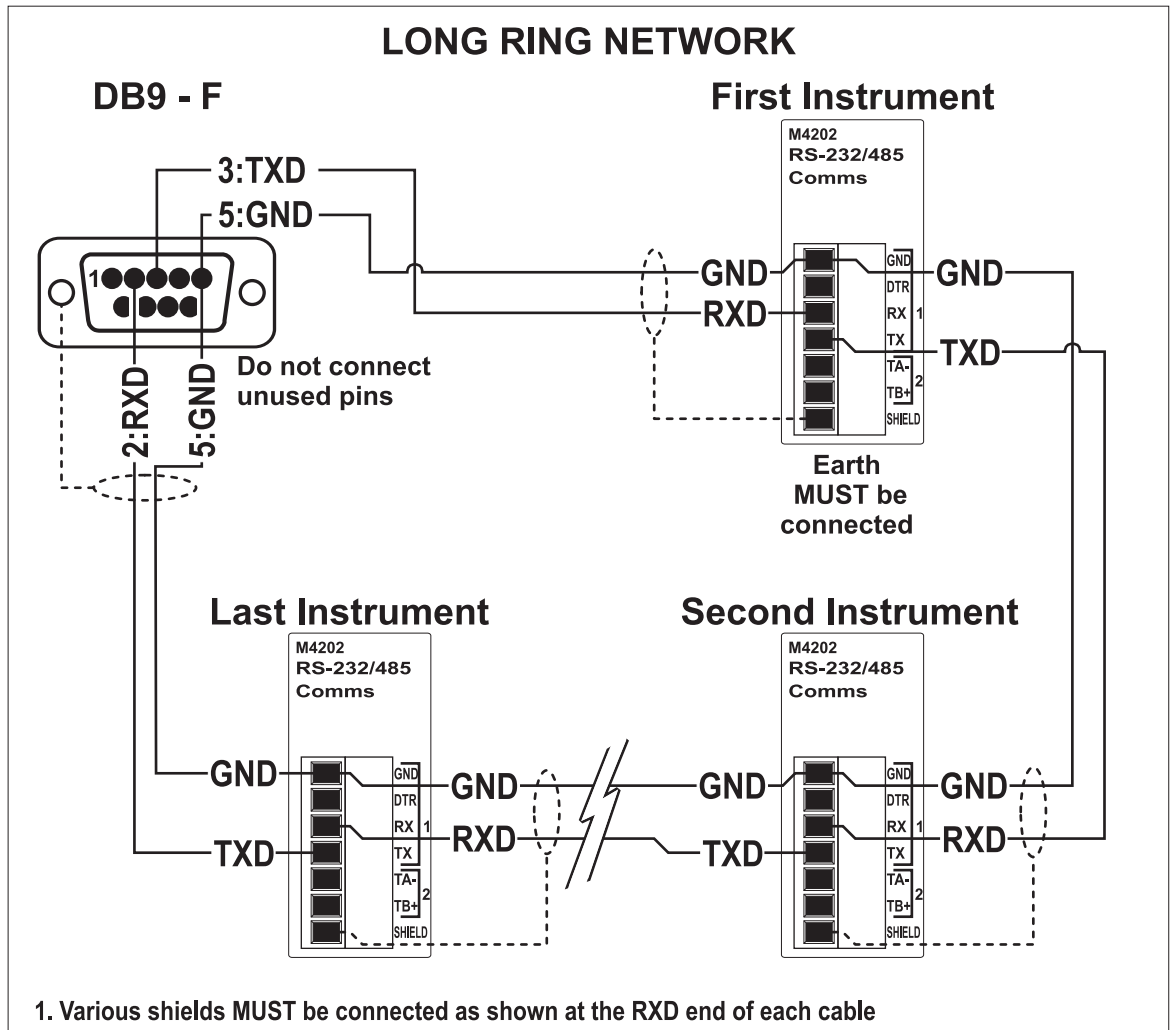 LONG RING NETWORK
DB9 - F
First Instrument
M4202
RS-232/485
Comms
3:TXD
5:GND
1
GND
RXD
GND
DTR
RX
TX
1
TA-
TB+
2
SHIELD
GND
TXD
Do not connect
unused pins
2:RXD
5:GND
Earth
MUST be
connected
Last Instrument
M4202
RS-232/485
Comms
GND
TXD
GND
DTR
RX
TX
1
TA-
TB+
2
SHIELD
GND
RXD
Second Instrument
M4202
RS-232/485
Comms
GND
TXD
GND
DTR
RX
TX
1
TA-
TB+
2
SHIELD
GND
RXD
1. Various shields MUST be connected as shown at the RXD end of each cable